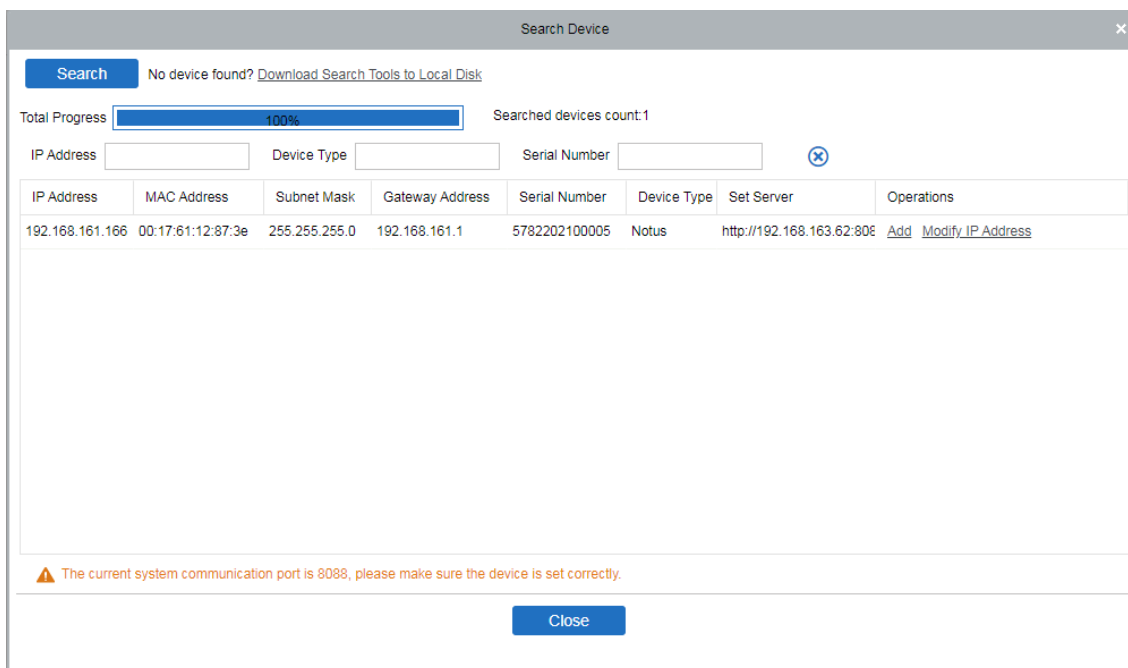 Search Device
Search No device found? Download Search Tools to Local Disk
Total Progress 100% Searched devices count:1
IP Address Device Type Serial Number
IP Address MAC Address Subnet Mask Gateway Address Serial Number Device Type Set Server Operations
192.168.161.166 00:17:61:12:87:3e 255.255.255.0 192.168.161.1 5782202100005 Notus http://192.168.163.62:808 Add Modify IP Address
The current system communication port is 8088, please make sure the device is set correctly.
Close